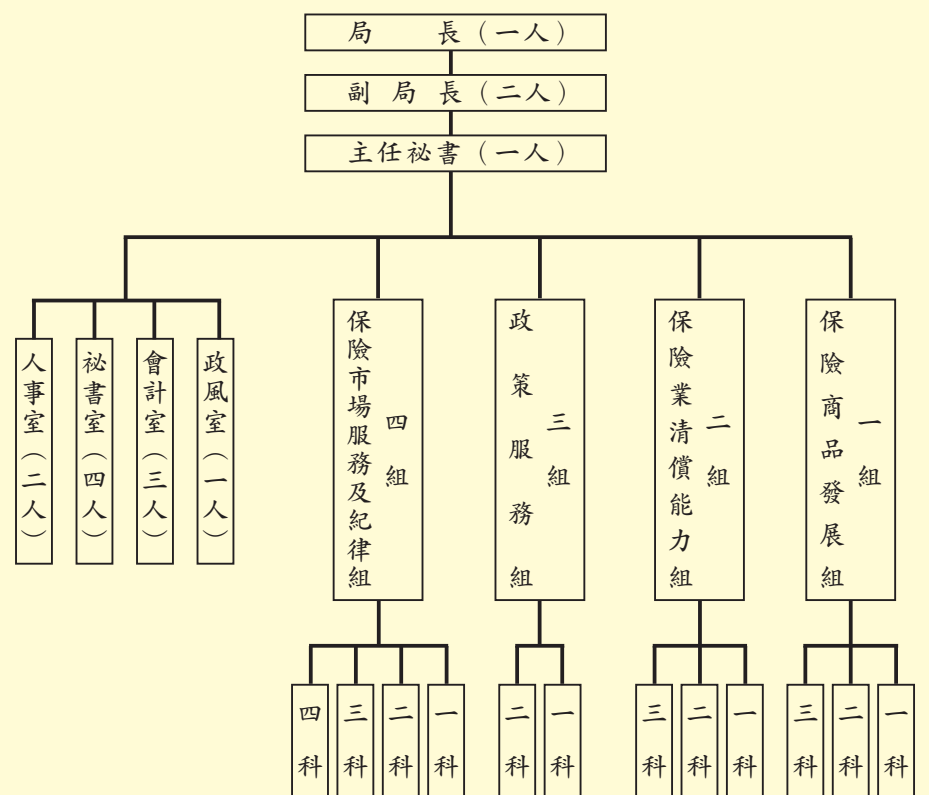 局長（一人）
副局長（二人）
主任祕書（一人）
一組
保險商品發展組
二組
保險業清償能力組
三組
政策服務組
四組
保險市場服務及紀律組
政風室（一人）
會計室（三人）
祕書室（四人）
人事室（二人）
一科
二科
三科
一科
二科
三科
一科
二科
一科
二科
三科
四科